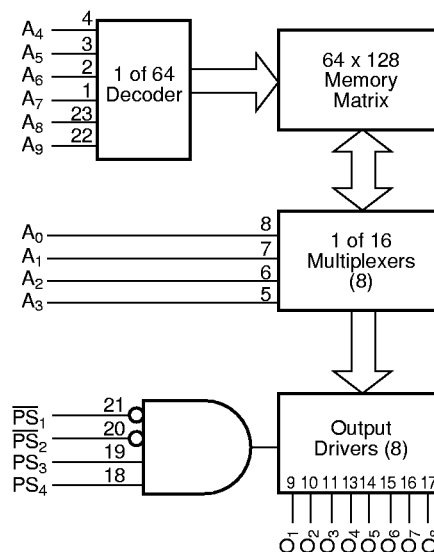 A4 4
A5 3
A6 2
A7 1
A8 23
A9 22
1 of 64
Decoder
64 x 128
Memory
Matrix
A0 8
A1 7
A2 6
A3 5
1 of 16
Multiplexers
(8)
P̅S̅1 21
P̅S̅2 20
PS3 19
PS4 18
Output
Drivers (8)
9 10 11 13 14 15 16 17
O1 O2 O3 O4 O5 O6 O7 O8